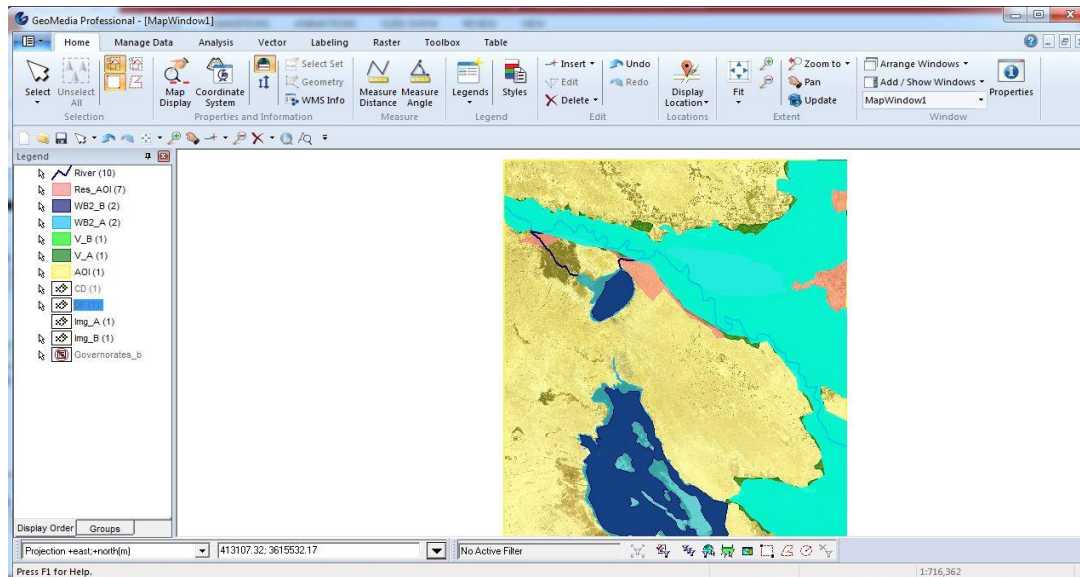 GeoMedia Professional - [MapWindow1]
Home Manage Data Analysis Vector Labeling Raster Toolbox Table
Select Unselect All
Map Display Coordinate System
Select Set
Geometry
WMS Info
Measure Distance Measure Angle
Legends Styles
Insert Undo
Edit Redo
Delete
Display Location
Fit
Zoom to
Pan
Update
Arrange Windows
Add / Show Windows
MapWindow1
Properties
Selection Properties and Information Measure Legend Edit Locations Extent Window
Legend
River (10)
Res_AOI (7)
WB2_B (2)
WB2_A (2)
V_B (1)
V_A (1)
AOI (1)
CD (1)
Img_A (1)
Img_B (1)
Governorates_b
Display Order Groups
Projection +east;+north(m) 413107.32; 3615532.17 No Active Filter
Press F1 for Help. 1:716,362